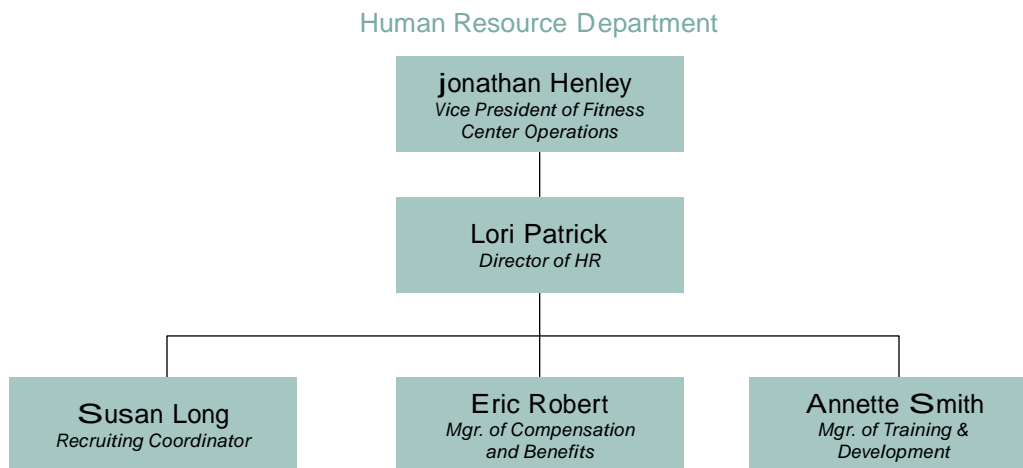 Human Resource Department
jonathan Henley
Vice President of Fitness
Center Operations
Lori Patrick
Director of HR
Susan Long
Recruiting Coordinator
Eric Robert
Mgr. of Compensation
and Benefits
Annette Smith
Mgr. of Training &
Development